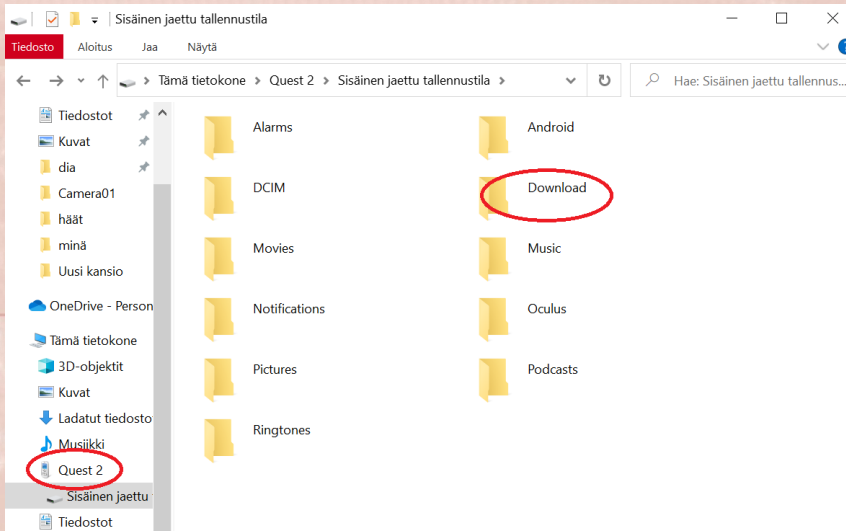 Sisäinen jaettu tallennustila
Tiedosto Aloitus Jaa Näytä
Tämä tietokone Quest 2 Sisäinen jaettu tallennustila
Hae: Sisäinen jaettu tallennus...
Tiedostot
Kuvat
dia
Camera01
häät
minä
Uusi kansio
OneDrive - Person
Tämä tietokone
3D-objektit
Kuvat
Ladatut tiedosto
Musiikki
Quest 2
Sisäinen jaettu
Tiedostot
Alarms Android
DCIM Download
Movies Music
Notifications Oculus
Pictures Podcasts
Ringtones